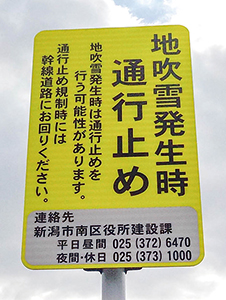 地吹雪発生時
通行止め
地吹雪発生時は通行止めを
行う可能性があります。
通行止め規制時には
幹線道路にお回りください。
連絡先
新潟市南区役所建設課
平日昼間 025 (372) 6470
夜間・休日 025 (373) 1000